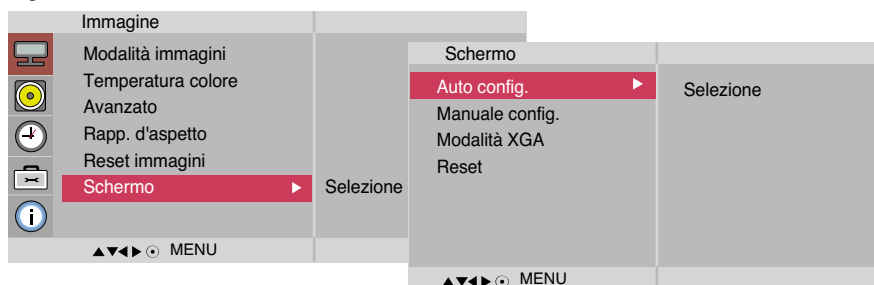 Immagine
Modalità immagini
Temperatura colore
Avanzato
Rapp. d'aspetto
Reset immagini
Schermo ▶ Selezione
▲▼◀▶⊙ MENU
Schermo
Auto config. ▶ Selezione
Manuale config.
Modalità XGA
Reset
▲▼◀▶⊙ MENU